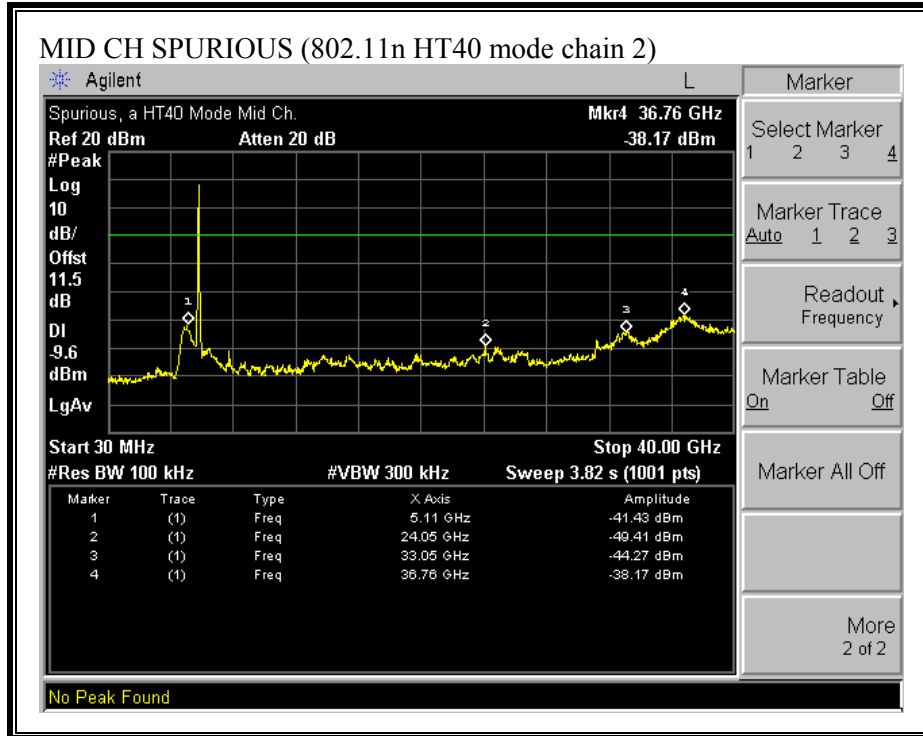 MID CH SPURIOUS (802.11n HT40 mode chain 2)
Agilent L
Spurious, a HT40 Mode Mid Ch. Mkr4 36.76 GHz
Ref 20 dBm Atten 20 dB -38.17 dBm
#Peak
Log
10
dB/
Offst
11.5
dB
DI
-9.6
dBm
LgAv
1
2
3
4
Start 30 MHz Stop 40.00 GHz
#Res BW 100 kHz #VBW 300 kHz Sweep 3.82 s (1001 pts)
Marker Trace Type X Axis Amplitude
1 (1) Freq 5.11 GHz -41.43 dBm
2 (1) Freq 24.05 GHz -49.41 dBm
3 (1) Freq 33.05 GHz -44.27 dBm
4 (1) Freq 36.76 GHz -38.17 dBm
No Peak Found
Marker
Select Marker
1 2 3 4
Marker Trace
Auto 1 2 3
Readout
Frequency
Marker Table
On Off
Marker All Off
More
2 of 2